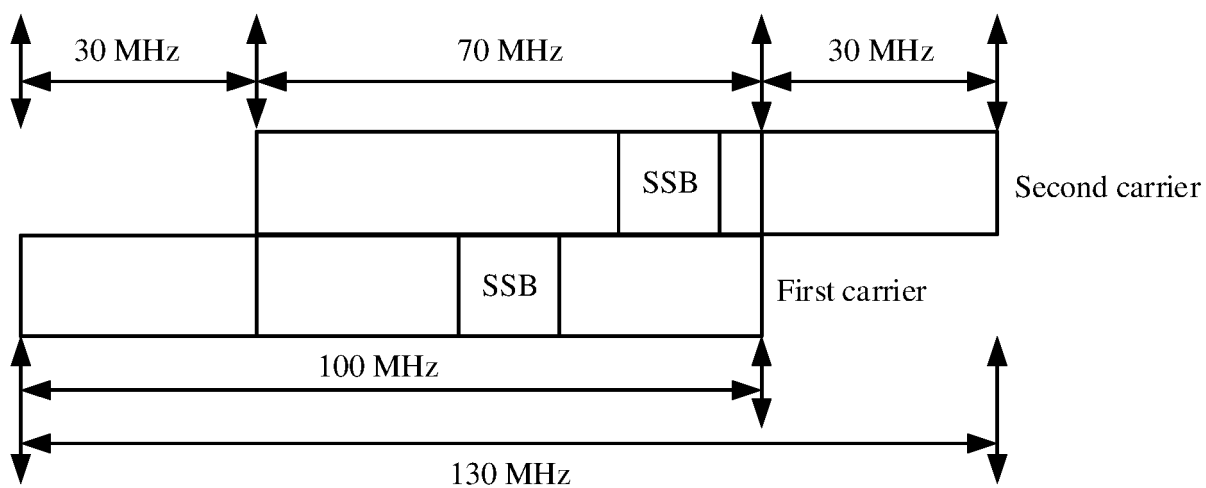 30 MHz
70 MHz
30 MHz
SSB
Second carrier
SSB
First carrier
100 MHz
130 MHz